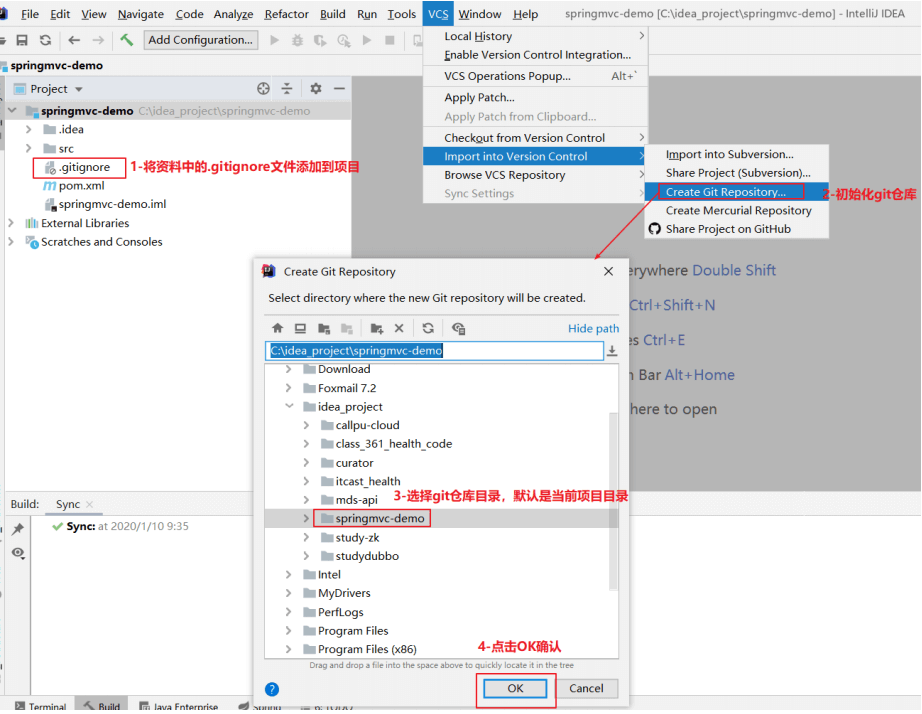 File Edit View Navigate Code Analyze Refactor Build Run Tools VCS Window Help springmvc-demo [C:\idea_project\springmvc-demo] - IntelliJ IDEA
Add Configuration...
springmvc-demo
Project
springmvc-demo C:\idea_project\springmvc-demo
.idea
src
.gitignore
1-将资料中的.gitignore文件添加到项目
pom.xml
springmvc-demo.iml
External Libraries
Scratches and Consoles
Local History
Enable Version Control Integration...
VCS Operations Popup... Alt+`
Apply Patch...
Apply Patch from Clipboard...
Checkout from Version Control
Import into Version Control
Browse VCS Repository
Sync Settings
Import into Subversion...
Share Project (Subversion)...
Create Git Repository...
2-初始化git仓库
Create Mercurial Repository
Share Project on GitHub
erywhere Double Shift
Ctrl+Shift+N
es Ctrl+E
Bar Alt+Home
here to open
Create Git Repository
Select directory where the new Git repository will be created.
Hide path
C:\idea_project\springmvc-demo
Download
Foxmail 7.2
idea_project
callpu-cloud
class_361_health_code
curator
itcast_health
mds-api
3-选择git仓库目录，默认是当前项目目录
springmvc-demo
study-zk
studydubbo
Intel
MyDrivers
PerfLogs
Program Files
Program Files (x86)
4-点击OK确认
Drag and drop a file into the space above to quickly locate it in the tree
?
OK Cancel
Build: Sync
Sync: at 2020/1/10 9:35
Terminal Build Java Enterprise Spring 6: TODO